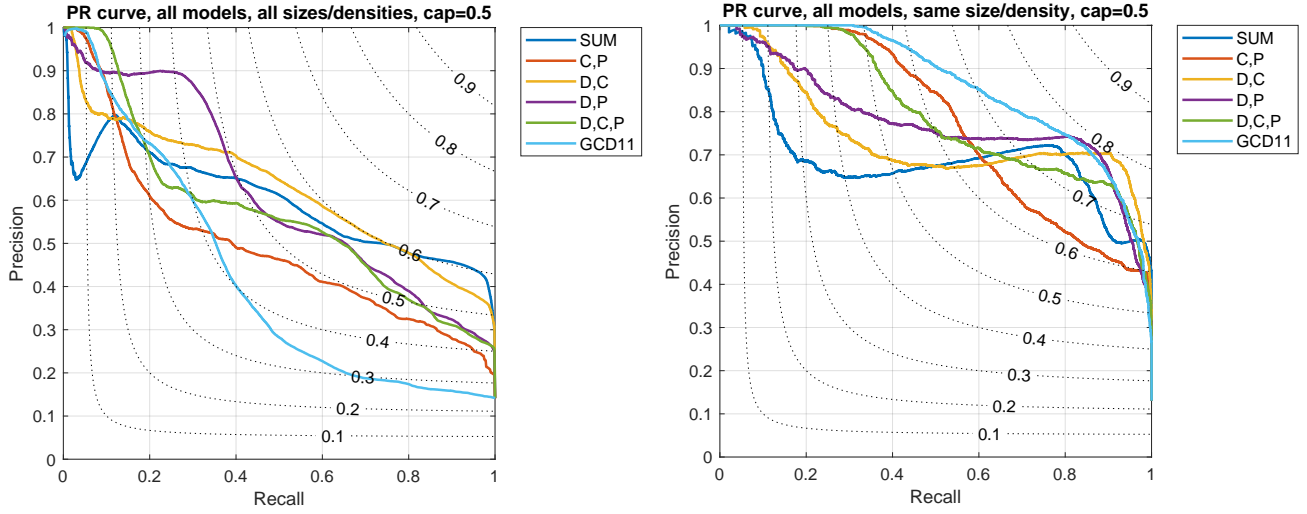 PR curve, all models, all sizes/densities, cap=0.5
1
0.9
0.8
0.7
0.6
0.5
0.4
0.3
0.2
0.1
0
Precision
0.9
0.8
0.7
0.6
0.5
0.4
0.3
0.2
0.1
0 0.2 0.4 0.6 0.8 1
Recall
SUM
C,P
D,C
D,P
D,C,P
GCD11
PR curve, all models, same size/density, cap=0.5
1
0.9
0.8
0.7
0.6
0.5
0.4
0.3
0.2
0.1
0
Precision
0.9
0.8
0.7
0.6
0.5
0.4
0.3
0.2
0.1
0 0.2 0.4 0.6 0.8 1
Recall
SUM
C,P
D,C
D,P
D,C,P
GCD11